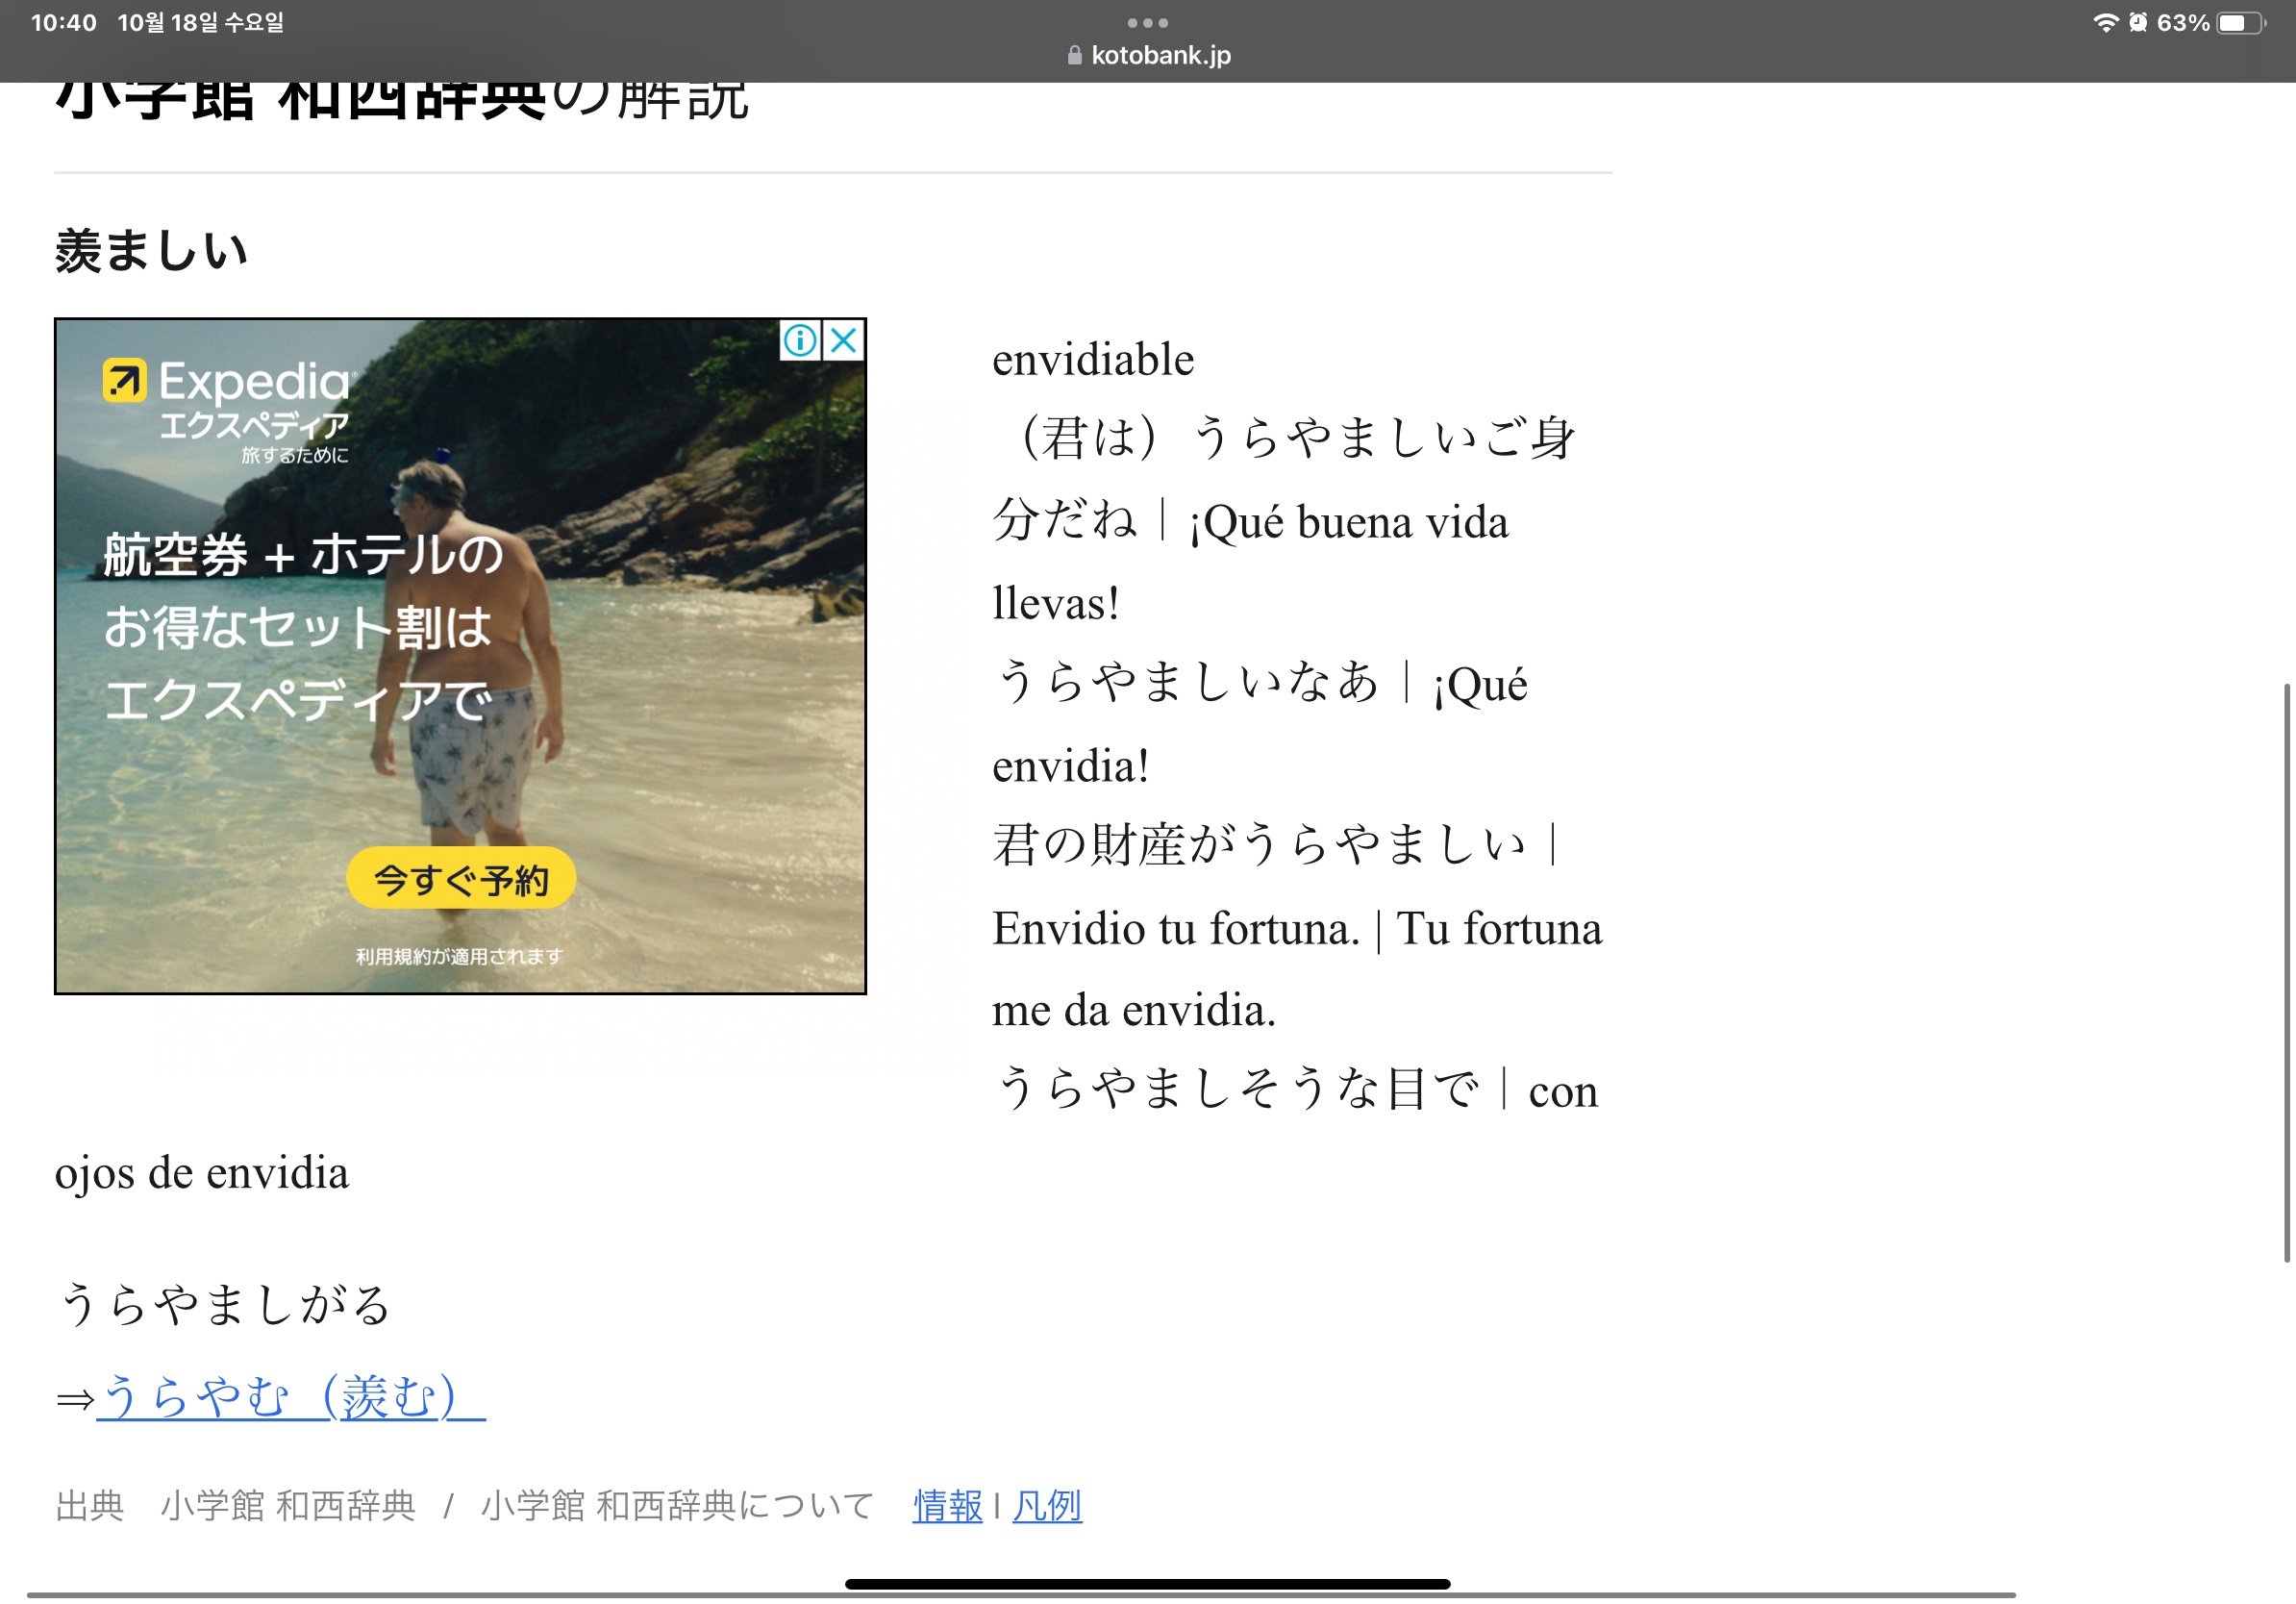 10:40 10월 18일 수요일
63%
kotobank.jp
小学館 和西辞典の解説
羨ましい
Expedia
エクスペディア
旅するために
航空券 + ホテルの
お得なセット割は
エクスペディアで
今すぐ予約
利用規約が適用されます
envidiable
（君は）うらやましいご身
分だね | ¡Qué buena vida
llevas!
うらやましいなあ | ¡Qué
envidia!
君の財産がうらやましい |
Envidio tu fortuna. | Tu fortuna
me da envidia.
うらやましそうな目で | con
ojos de envidia
うらやましがる
⇒うらやむ（羨む）
出典 小学館 和西辞典 / 小学館 和西辞典について 情報 | 凡例